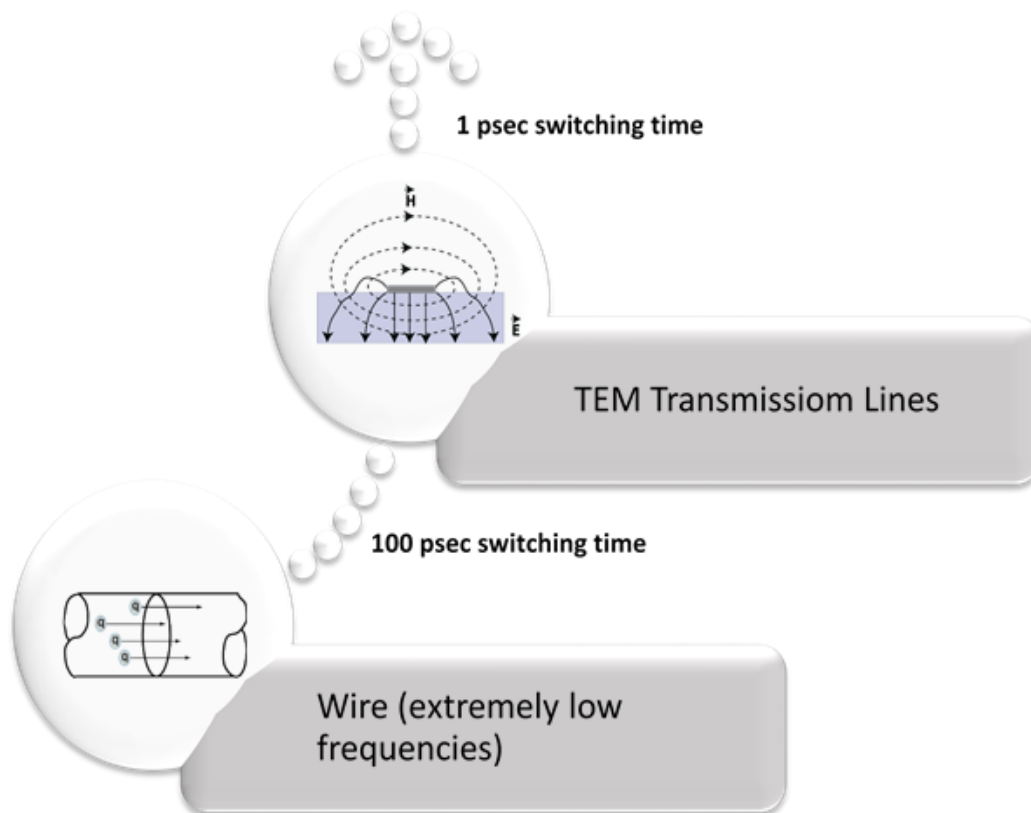 1 psec switching time
H
E
TEM Transmissiom Lines
100 psec switching time
q
q
q
q
Wire (extremely low
frequencies)